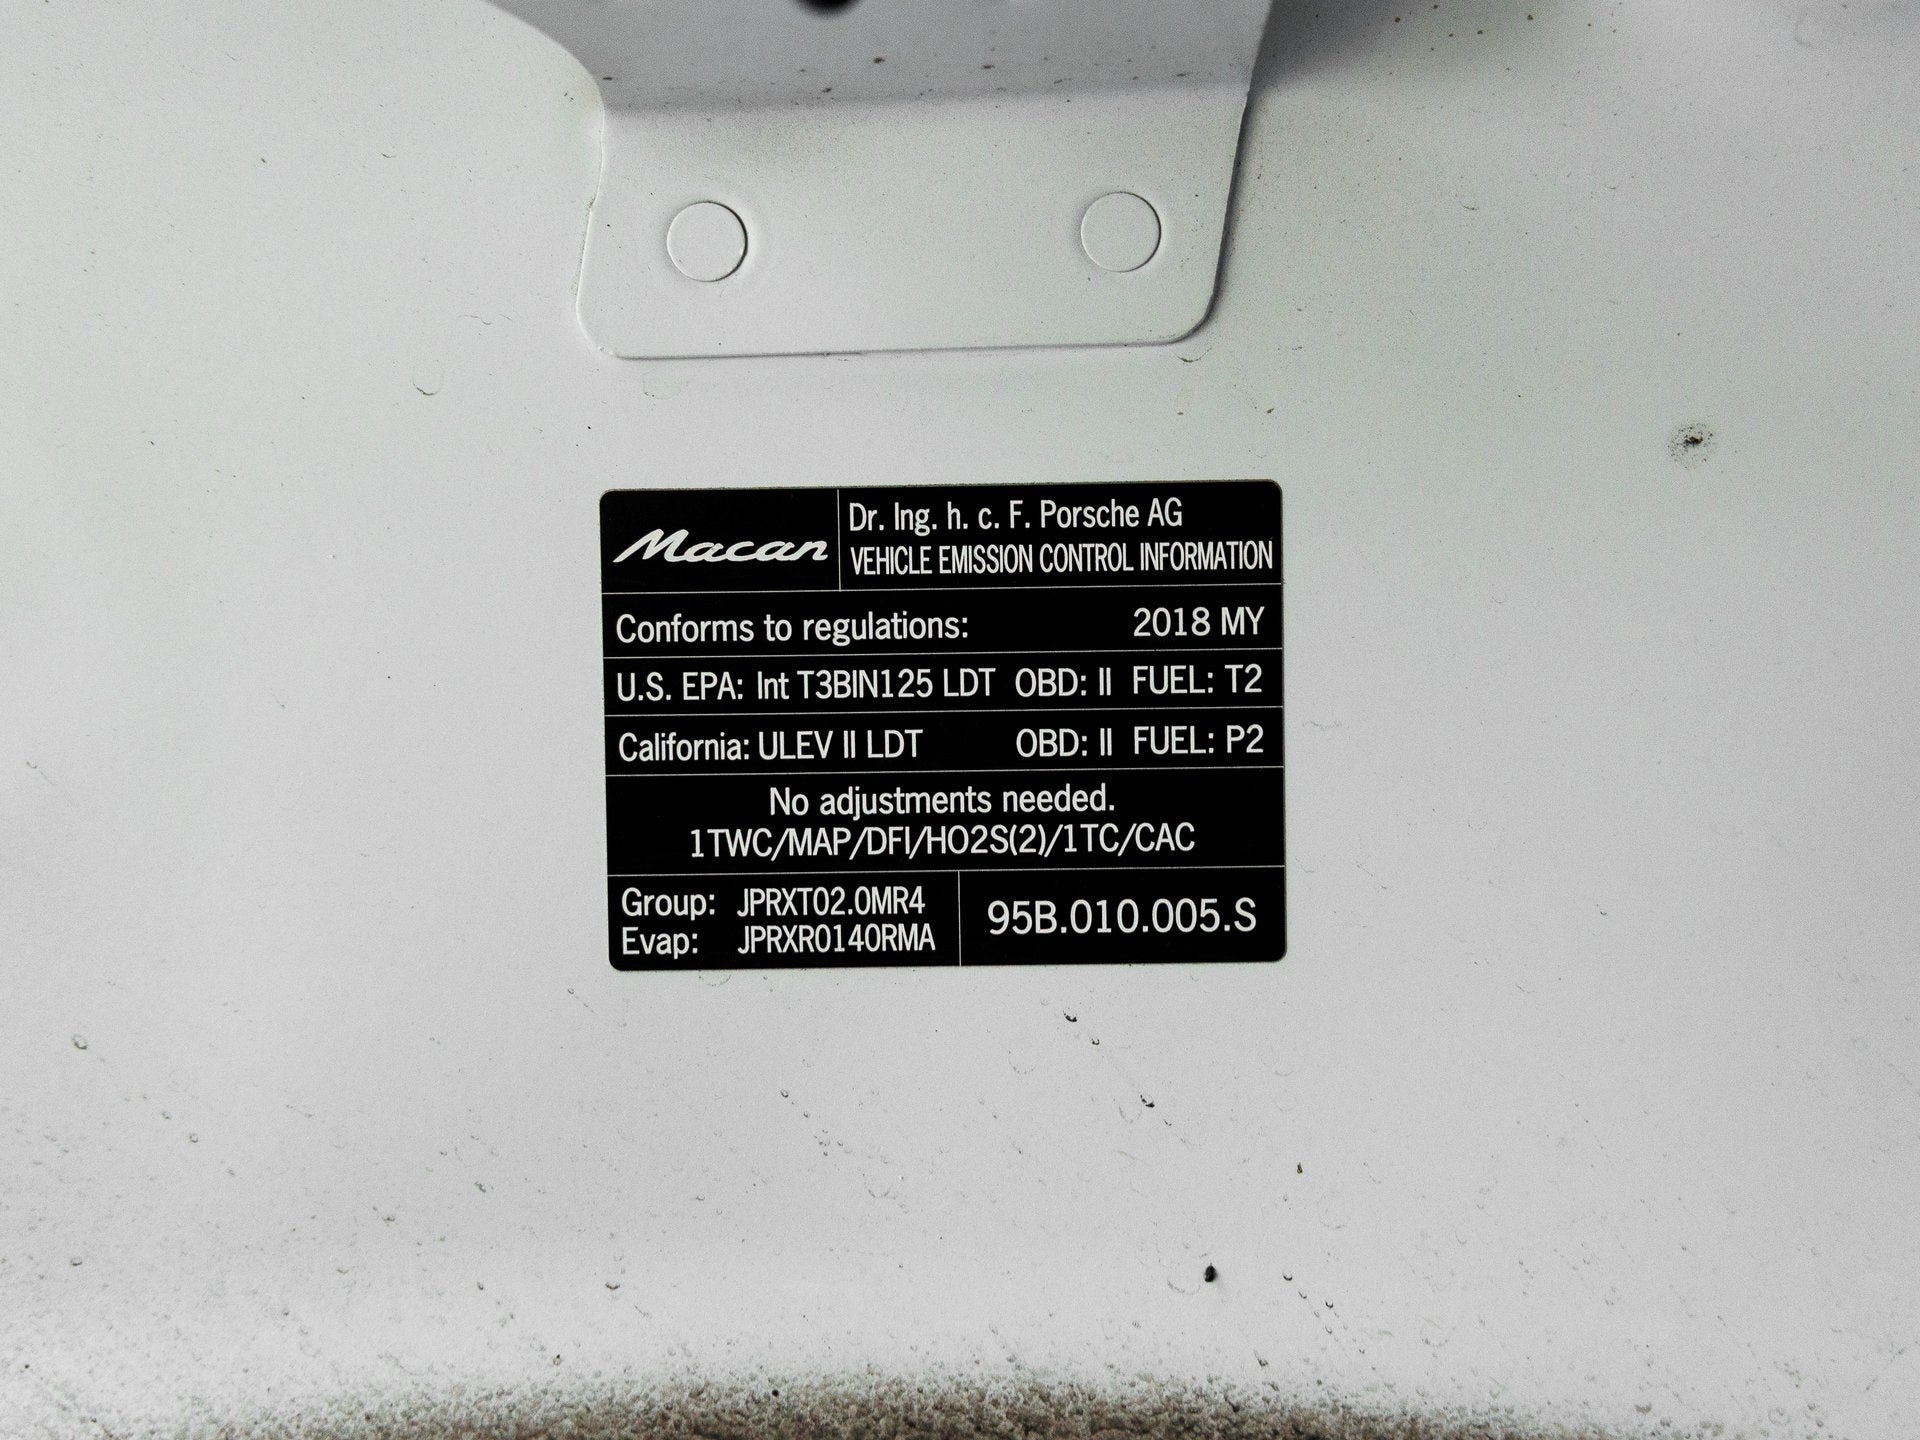 Macan
Dr. Ing. h. c. F. Porsche AG
VEHICLE EMISSION CONTROL INFORMATION
Conforms to regulations: 2018 MY
U.S. EPA: Int T3BIN125 LDT OBD: II FUEL: T2
California: ULEV II LDT OBD: II FUEL: P2
No adjustments needed.
1TWC/MAP/DFI/HO2S(2)/1TC/CAC
Group: JPRXT02.0MR4
Evap: JPRXR0140RMA
95B.010.005.S